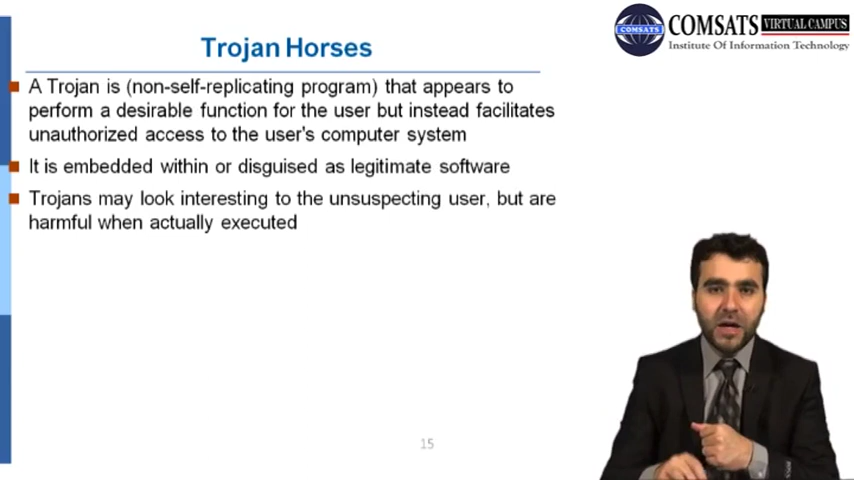 Trojan Horses
COMSATS
COMSATS VIRTUAL CAMPUS
Institute Of Information Technology
A Trojan is (non-self-replicating program) that appears to
perform a desirable function for the user but instead facilitates
unauthorized access to the user's computer system
It is embedded within or disguised as legitimate software
Trojans may look interesting to the unsuspecting user, but are
harmful when actually executed
15